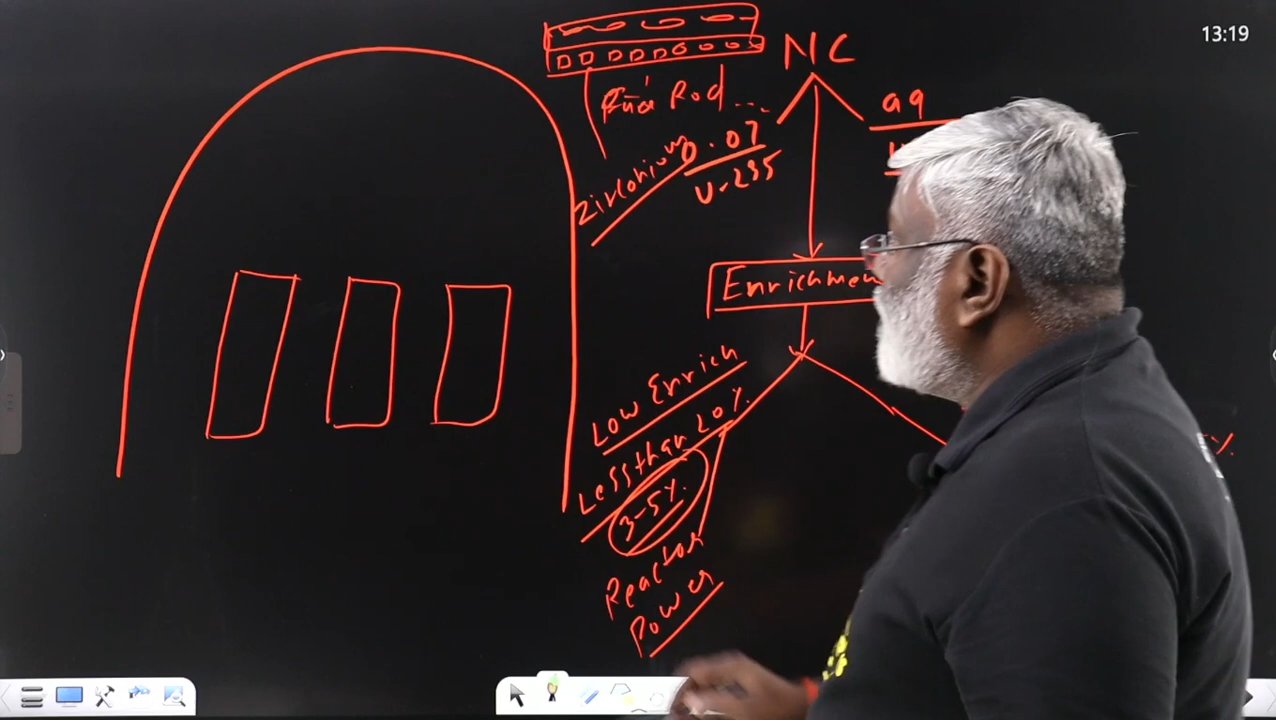 13:19
NC
Fuel Rod ...
99
0.07
Zirconium
U-235
Enrichmen
Low Enrich
Less than 20%.
3-5%.
%.
Reactor
Power